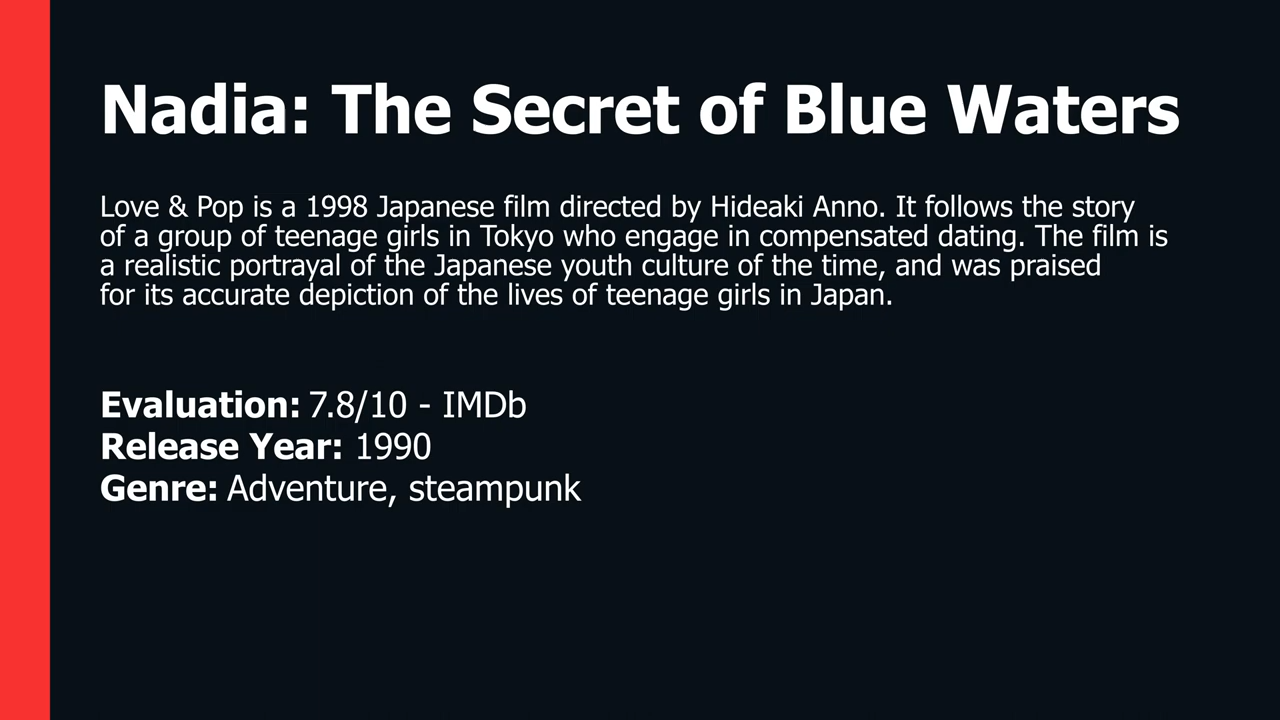 Nadia: The Secret of Blue Waters
Love & Pop is a 1998 Japanese film directed by Hideaki Anno. It follows the story
of a group of teenage girls in Tokyo who engage in compensated dating. The film is
a realistic portrayal of the Japanese youth culture of the time, and was praised
for its accurate depiction of the lives of teenage girls in Japan.
Evaluation: 7.8/10 - IMDb
Release Year: 1990
Genre: Adventure, steampunk